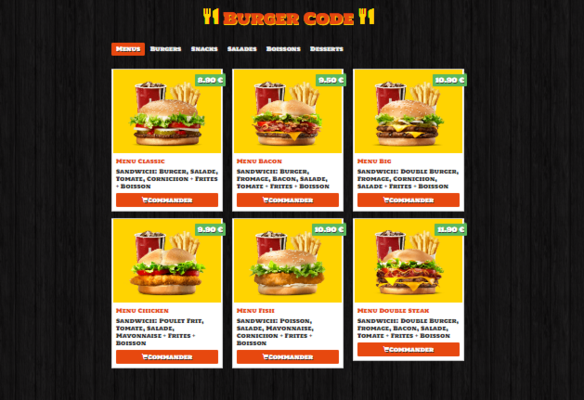 Burger Code
Menus Burgers Snacks Salades Boissons Desserts
8.90 €
Menu Classic
Sandwich: Burger, Salade,
Tomate, Cornichon + Frites
+ Boisson
Commander
9.50 €
Menu Bacon
Sandwich: Burger,
Fromage, Bacon, Salade,
Tomate + Frites + Boisson
Commander
10.90 €
Menu Big
Sandwich: Double Burger,
Fromage, Cornichon,
Salade + Frites + Boisson
Commander
9.90 €
Menu Chicken
Sandwich: Poulet Frit,
Tomate, Salade,
Mayonnaise + Frites +
Boisson
Commander
10.90 €
Menu Fish
Sandwich: Poisson,
Salade, Mayonnaise,
Cornichon + Frites +
Boisson
Commander
11.90 €
Menu Double Steak
Sandwich: Double Burger,
Fromage, Bacon, Salade,
Tomate + Frites + Boisson
Commander